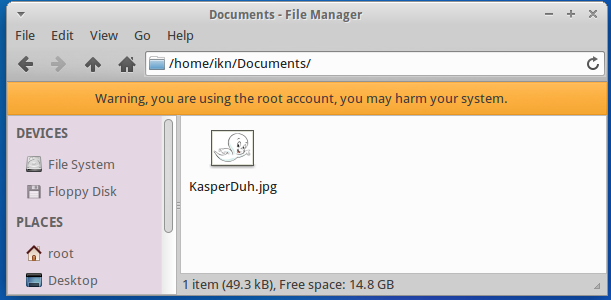 Documents - File Manager
File Edit View Go Help
/home/ikn/Documents/
Warning, you are using the root account, you may harm your system.
DEVICES
File System
Floppy Disk
PLACES
root
Desktop
KasperDuh.jpg
1 item (49.3 kB), Free space: 14.8 GB